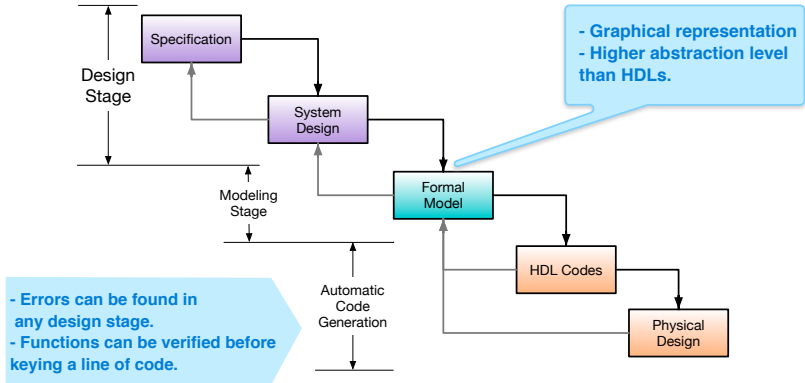 Specification
- Graphical representation
- Higher abstraction level
than HDLs.
Design
Stage
System
Design
Formal
Model
Modeling
Stage
HDL Codes
Automatic
Code
Generation
- Errors can be found in
any design stage.
- Functions can be verified before
keying a line of code.
Physical
Design